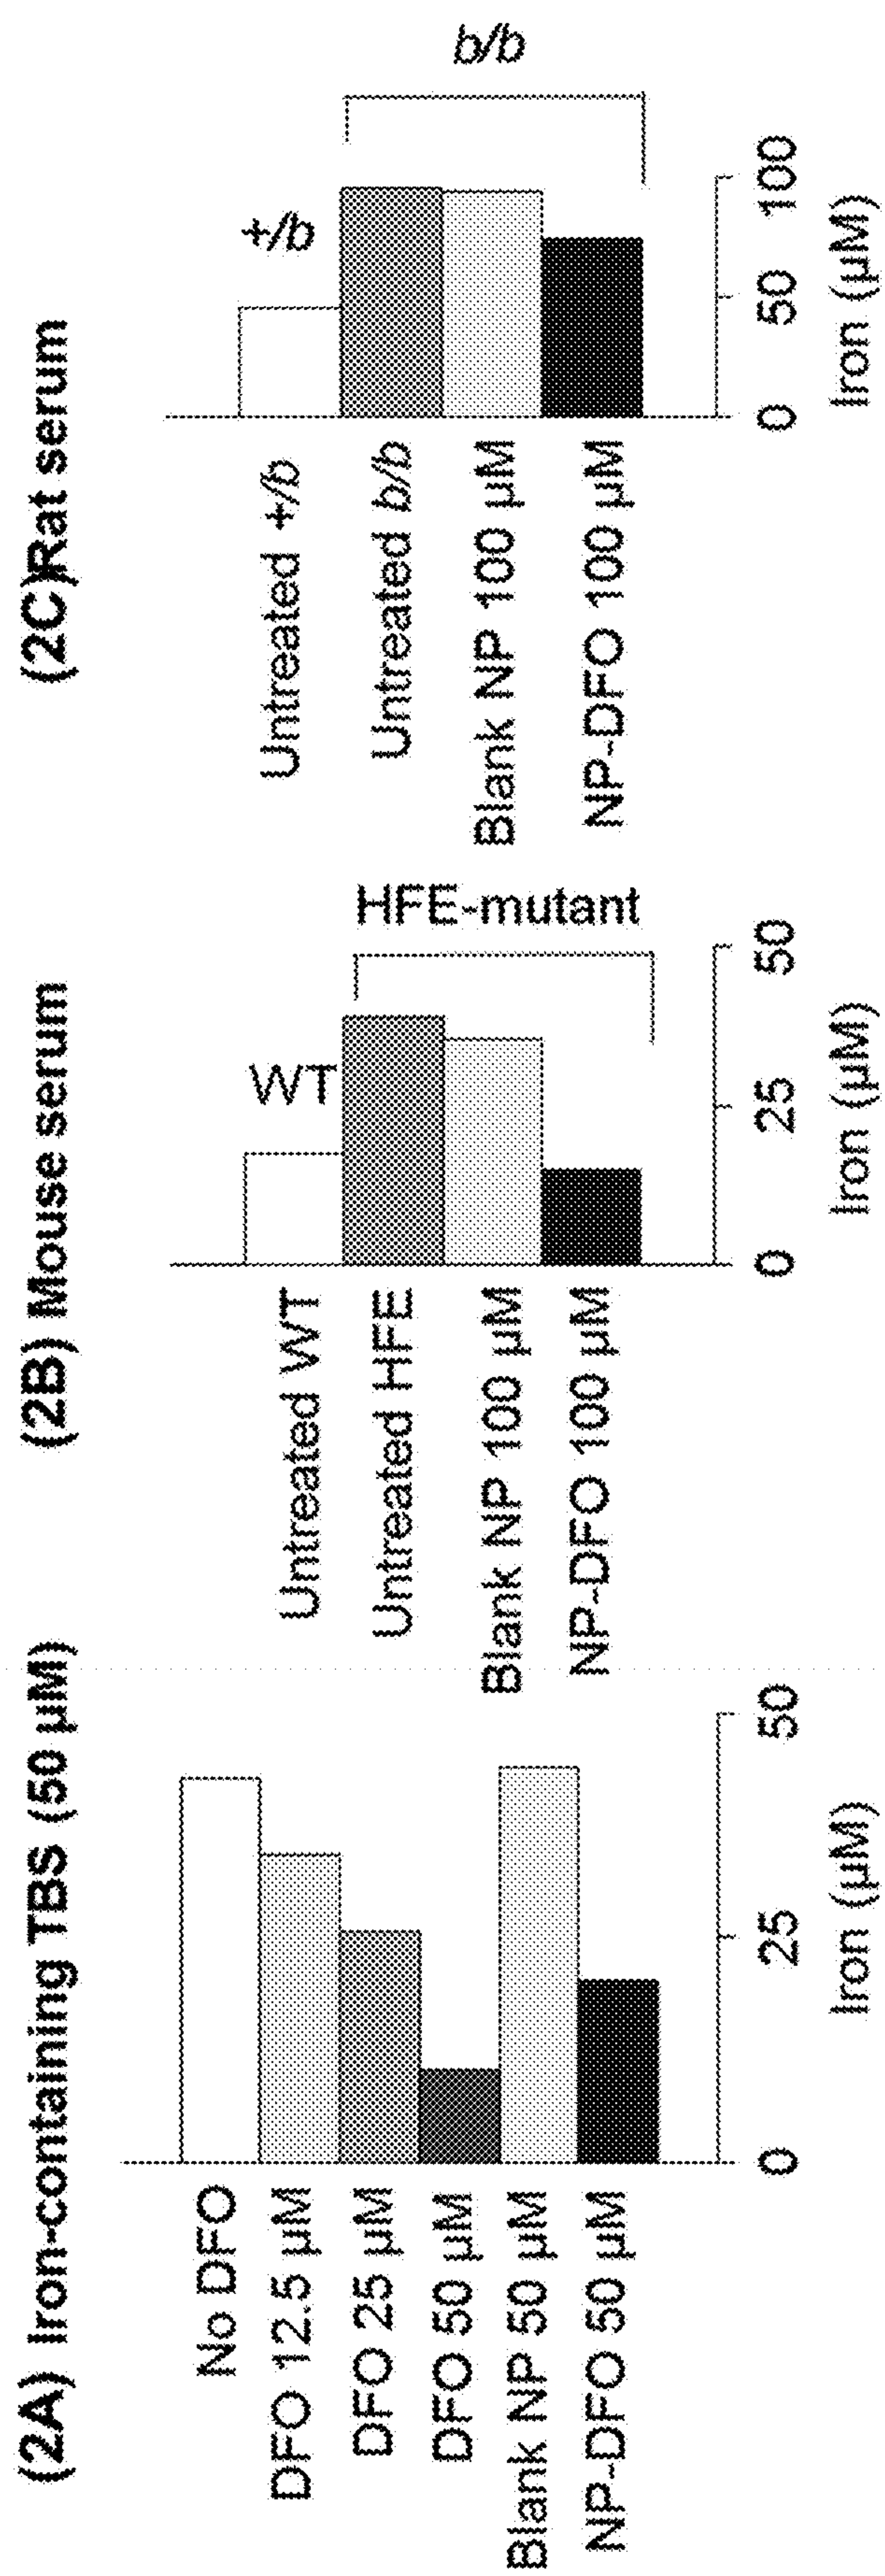 (2A) Iron-containing TBS (50 µM)
No DFO
DFO 12.5 µM
DFO 25 µM
DFO 50 µM
Blank NP 50 µM
NP-DFO 50 µM
0 25 50
Iron (µM)
(2B) Mouse serum
Untreated WT
Untreated HFE
Blank NP 100 µM
NP-DFO 100 µM
WT
HFE-mutant
0 25 50
Iron (µM)
(2C)Rat serum
Untreated +/b
Untreated b/b
Blank NP 100 µM
NP-DFO 100 µM
+/b
b/b
0 50 100
Iron (µM)